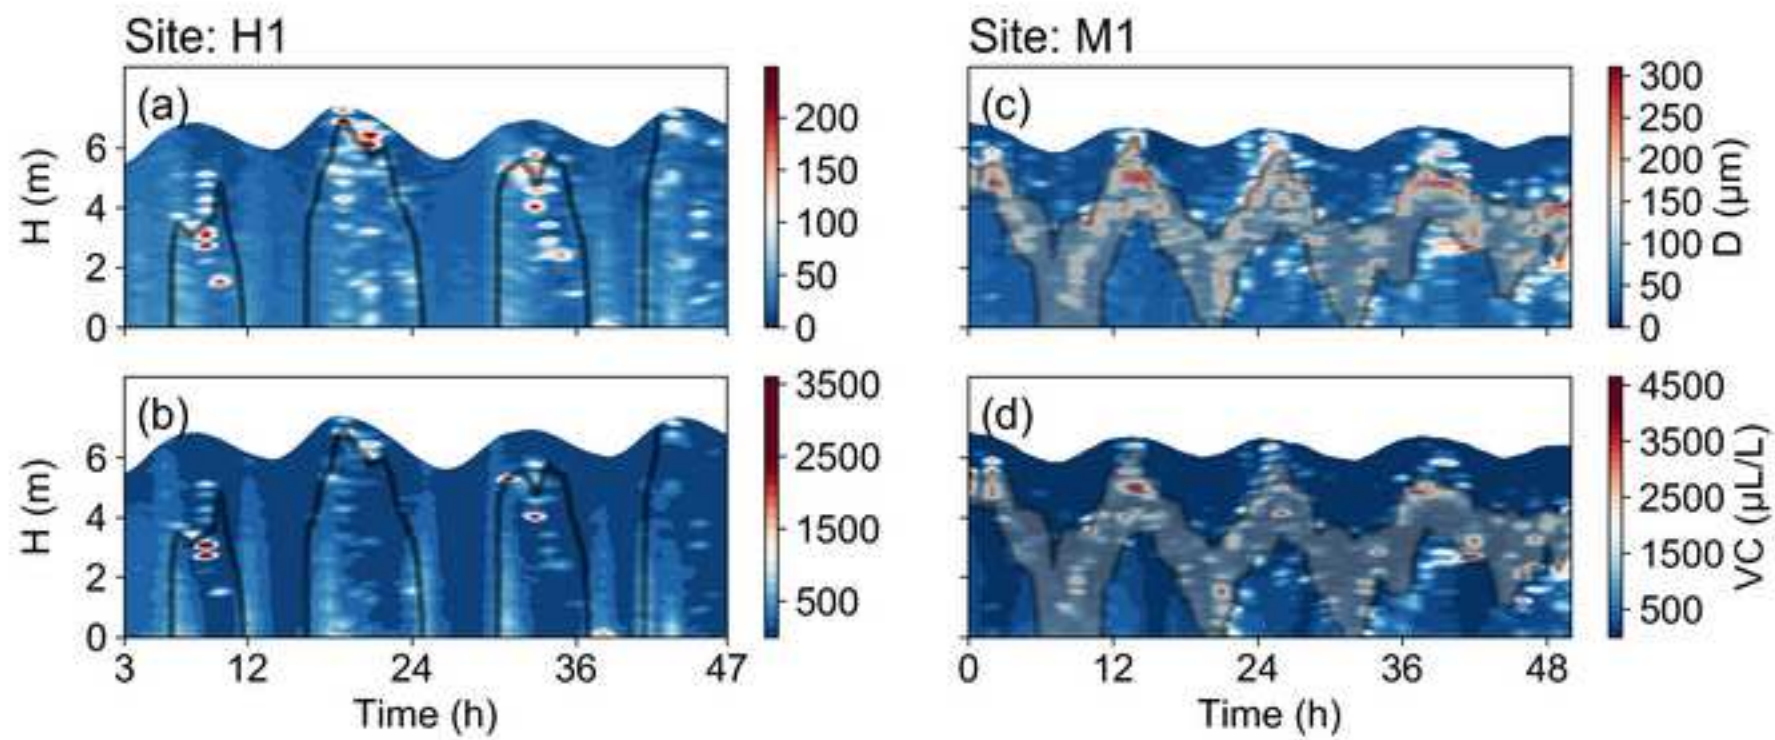 Site: H1
Site: M1
(a)
H (m)
6
4
2
0
200
150
100
50
0
(c)
300
250
200
150
100
50
0
D (μm)
(b)
H (m)
6
4
2
0
3500
2500
1500
500
(d)
4500
3500
2500
1500
500
VC (μL/L)
3 12 24 36 47
Time (h)
0 12 24 36 48
Time (h)